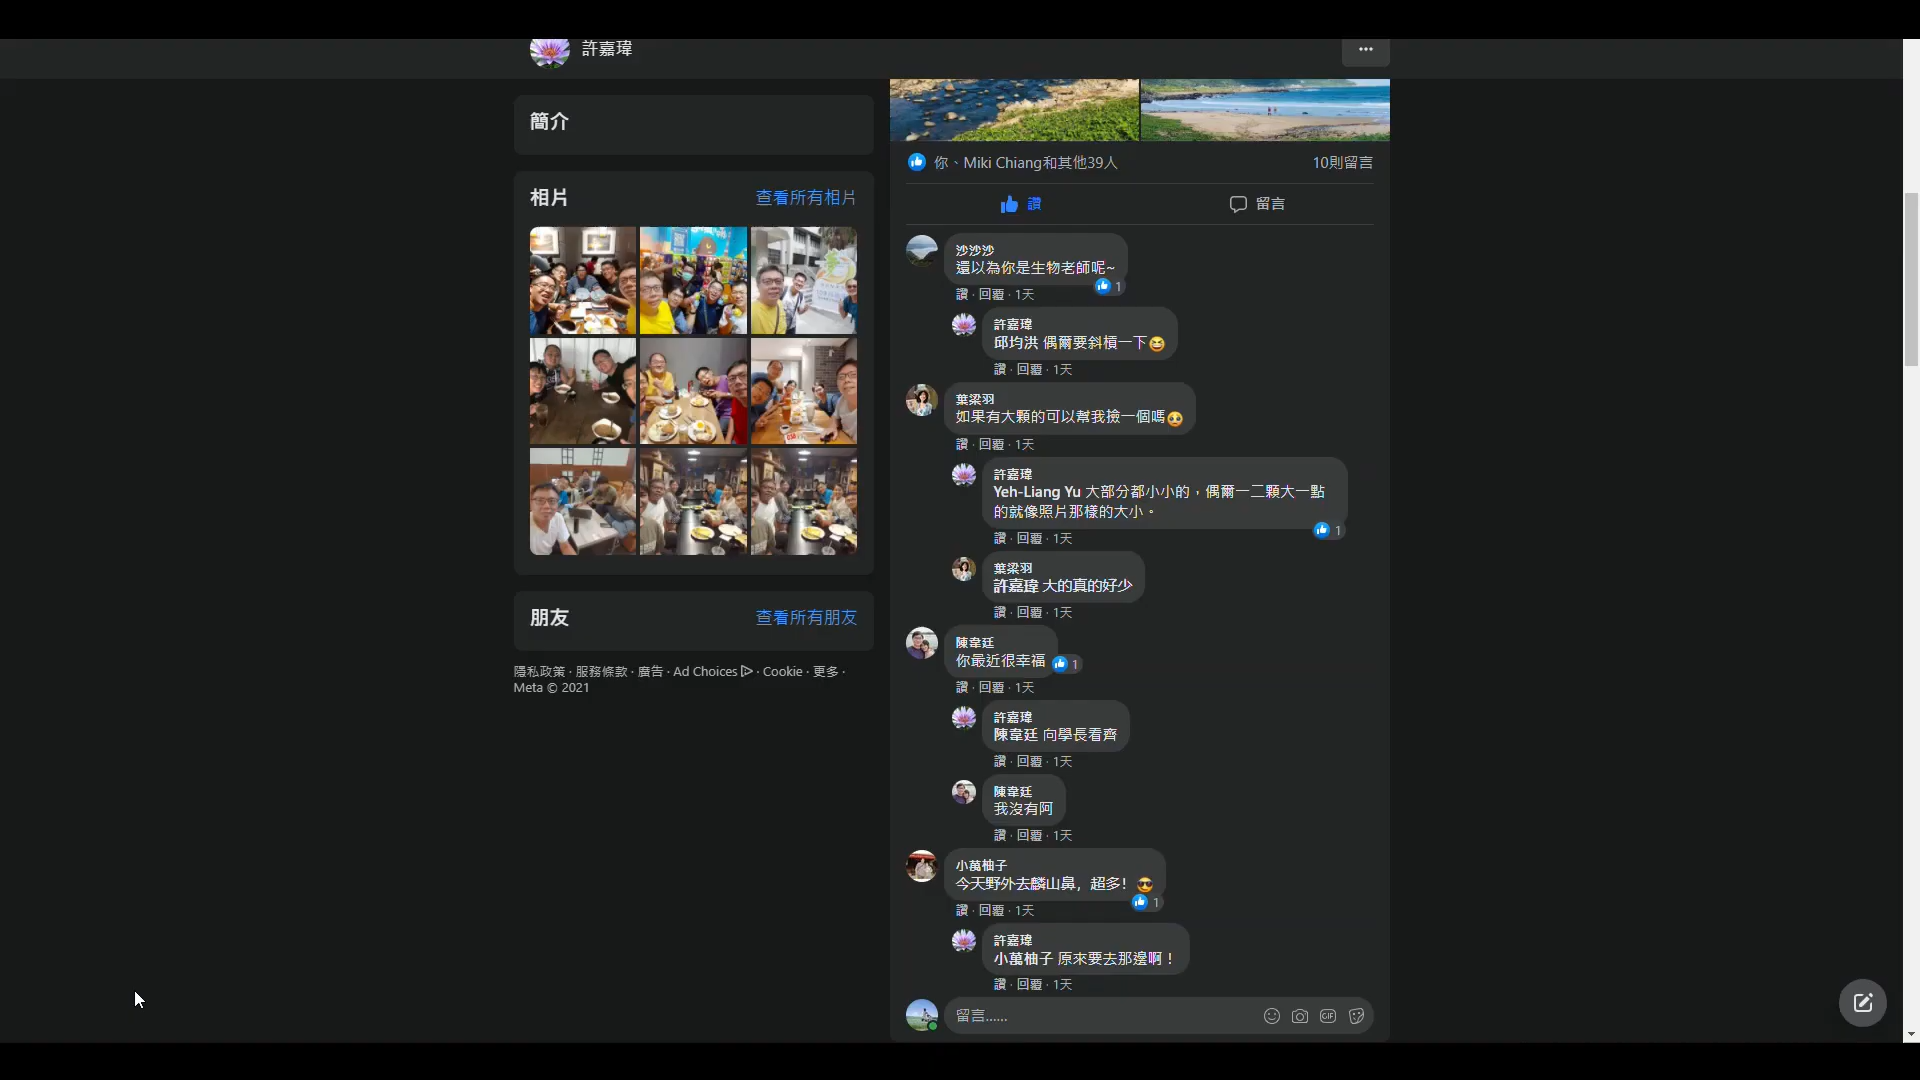 許嘉瑋
簡介
相片
查看所有相片
朋友
查看所有朋友
隱私政策 · 服務條款 · 廣告 · Ad Choices · Cookie · 更多 ·
Meta © 2021
你、Miki Chiang和其他39人
10則留言
讚
留言
沙沙沙
還以為你是生物老師呢~
1
讚 · 回覆 · 1天
許嘉瑋
邱均洪 偶爾要斜槓一下😆
讚 · 回覆 · 1天
葉梁羽
如果有大顆的可以幫我撿一個嗎🥺
讚 · 回覆 · 1天
許嘉瑋
Yeh-Liang Yu 大部分都小小的，偶爾一二顆大一點
的就像照片那樣的大小。
1
讚 · 回覆 · 1天
葉梁羽
許嘉瑋 大的真的好少
讚 · 回覆 · 1天
陳韋廷
你最近很幸福
1
讚 · 回覆 · 1天
許嘉瑋
陳韋廷 向學長看齊
讚 · 回覆 · 1天
陳韋廷
我沒有阿
讚 · 回覆 · 1天
小萬柚子
今天野外去麟山鼻，超多！😎
1
讚 · 回覆 · 1天
許嘉瑋
小萬柚子 原來要去那邊啊！
讚 · 回覆 · 1天
留言......
GIF